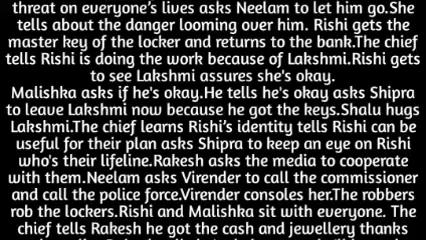 threat on everyone's lives asks Neelam to let him go.She
tells about the danger looming over him. Rishi gets the
master key of the locker and returns to the bank.The chief
tells Rishi is doing the work because of Lakshmi.Rishi gets
to see Lakshmi assures she's okay.
Malishka asks if he's okay.He tells he's okay asks Shipra
to leave Lakshmi now because he got the keys.Shalu hugs
Lakshmi.The chief learns Rishi's identity tells Rishi can be
useful for their plan asks Shipra to keep an eye on Rishi
who's their lifeline.Rakesh asks the media to cooperate
with them.Neelam asks Virender to call the commissioner
and call the police force.Virender consoles her.The robbers
rob the lockers.Rishi and Malishka sit with everyone. The
chief tells Rakesh he got the cash and jewellery thanks